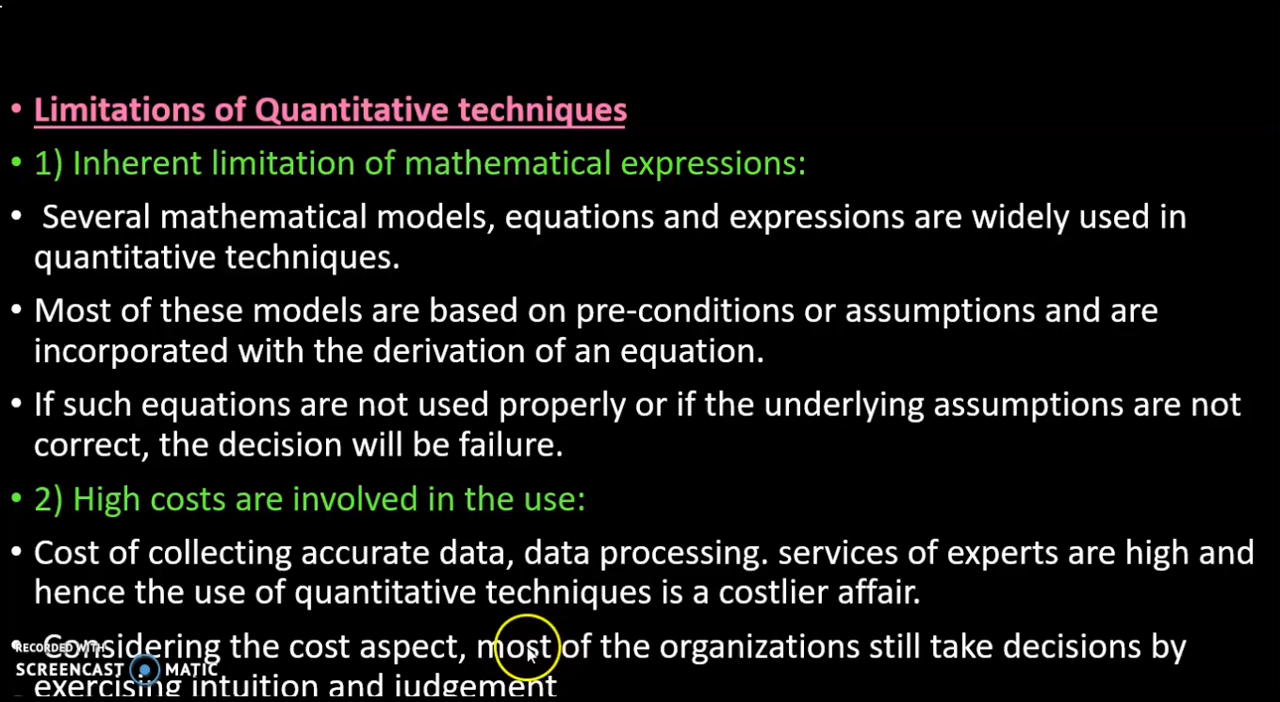 • Limitations of Quantitative techniques
• 1) Inherent limitation of mathematical expressions:
• Several mathematical models, equations and expressions are widely used in
quantitative techniques.
• Most of these models are based on pre-conditions or assumptions and are
incorporated with the derivation of an equation.
• If such equations are not used properly or if the underlying assumptions are not
correct, the decision will be failure.
• 2) High costs are involved in the use:
• Cost of collecting accurate data, data processing. services of experts are high and
hence the use of quantitative techniques is a costlier affair.
• Considering the cost aspect, most of the organizations still take decisions by
exercising intuition and judgement
RECORDED WITH
SCREENCAST MATIC